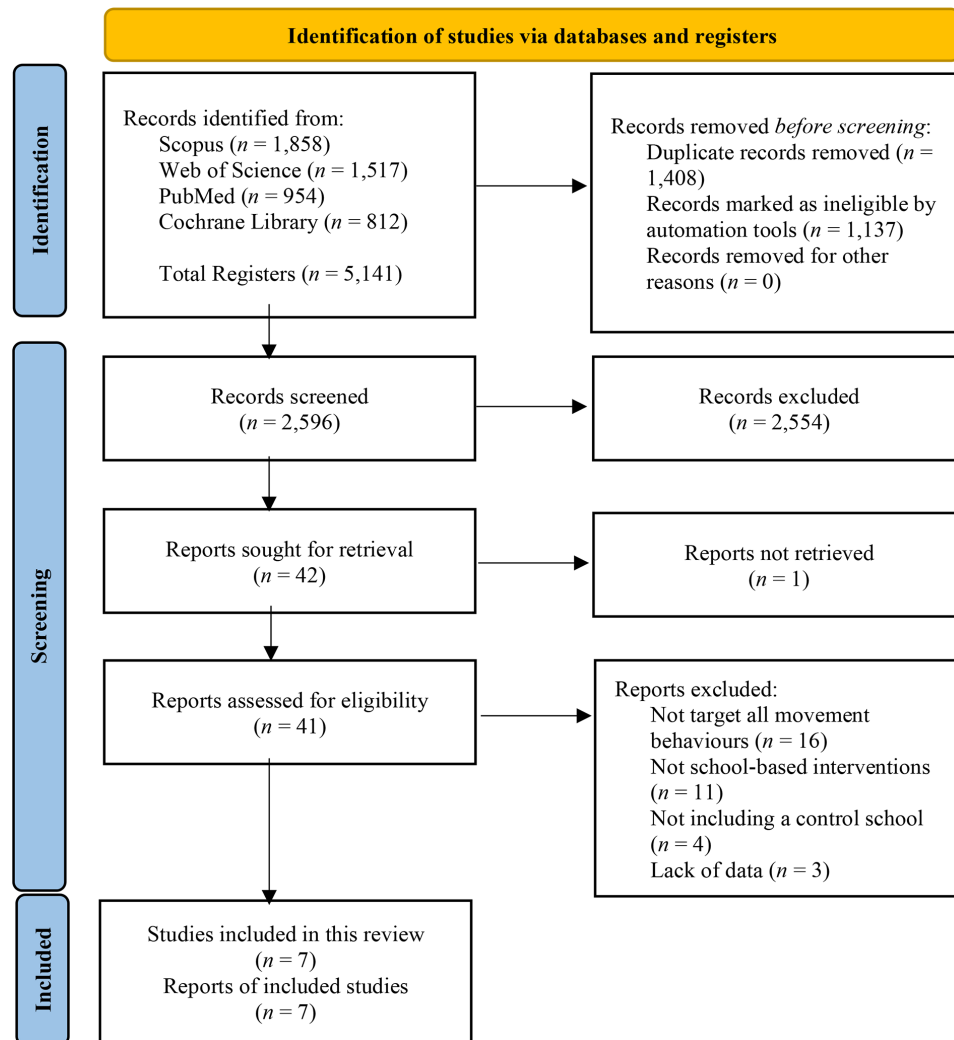 Identification of studies via databases and registers
Identification
Records identified from:
Scopus (n = 1,858)
Web of Science (n = 1,517)
PubMed (n = 954)
Cochrane Library (n = 812)
Total Registers (n = 5,141)
Records removed before screening:
Duplicate records removed (n =
1,408)
Records marked as ineligible by
automation tools (n = 1,137)
Records removed for other
reasons (n = 0)
Screening
Records screened
(n = 2,596)
Records excluded
(n = 2,554)
Reports sought for retrieval
(n = 42)
Reports not retrieved
(n = 1)
Reports assessed for eligibility
(n = 41)
Reports excluded:
Not target all movement
behaviours (n = 16)
Not school-based interventions
(n = 11)
Not including a control school
(n = 4)
Lack of data (n = 3)
Included
Studies included in this review
(n = 7)
Reports of included studies
(n = 7)